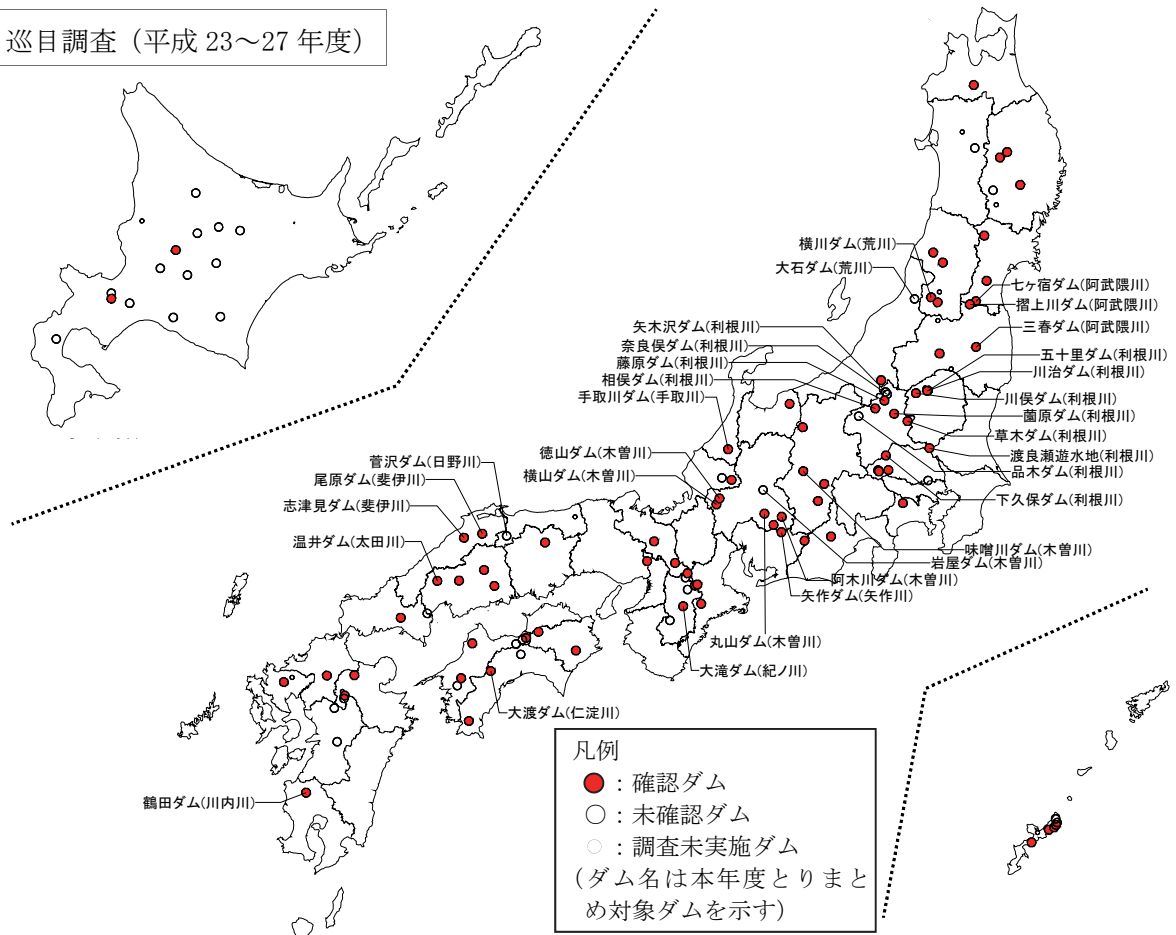 巡目調査（平成 23～27 年度）
横川ダム(荒川)
大石ダム(荒川)
七ヶ宿ダム(阿武隈川)
摺上川ダム(阿武隈川)
三春ダム(阿武隈川)
矢木沢ダム(利根川)
奈良俣ダム(利根川)
藤原ダム(利根川)
相俣ダム(利根川)
手取川ダム(手取川)
五十里ダム(利根川)
川治ダム(利根川)
川俣ダム(利根川)
薗原ダム(利根川)
草木ダム(利根川)
渡良瀬遊水地(利根川)
品木ダム(利根川)
下久保ダム(利根川)
徳山ダム(木曽川)
横山ダム(木曽川)
菅沢ダム(日野川)
尾原ダム(斐伊川)
志津見ダム(斐伊川)
温井ダム(太田川)
味噌川ダム(木曽川)
岩屋ダム(木曽川)
阿木川ダム(木曽川)
矢作ダム(矢作川)
丸山ダム(木曽川)
大滝ダム(紀ノ川)
大渡ダム(仁淀川)
鶴田ダム(川内川)
凡例
：確認ダム
：未確認ダム
：調査未実施ダム
(ダム名は本年度とりまと
め対象ダムを示す)